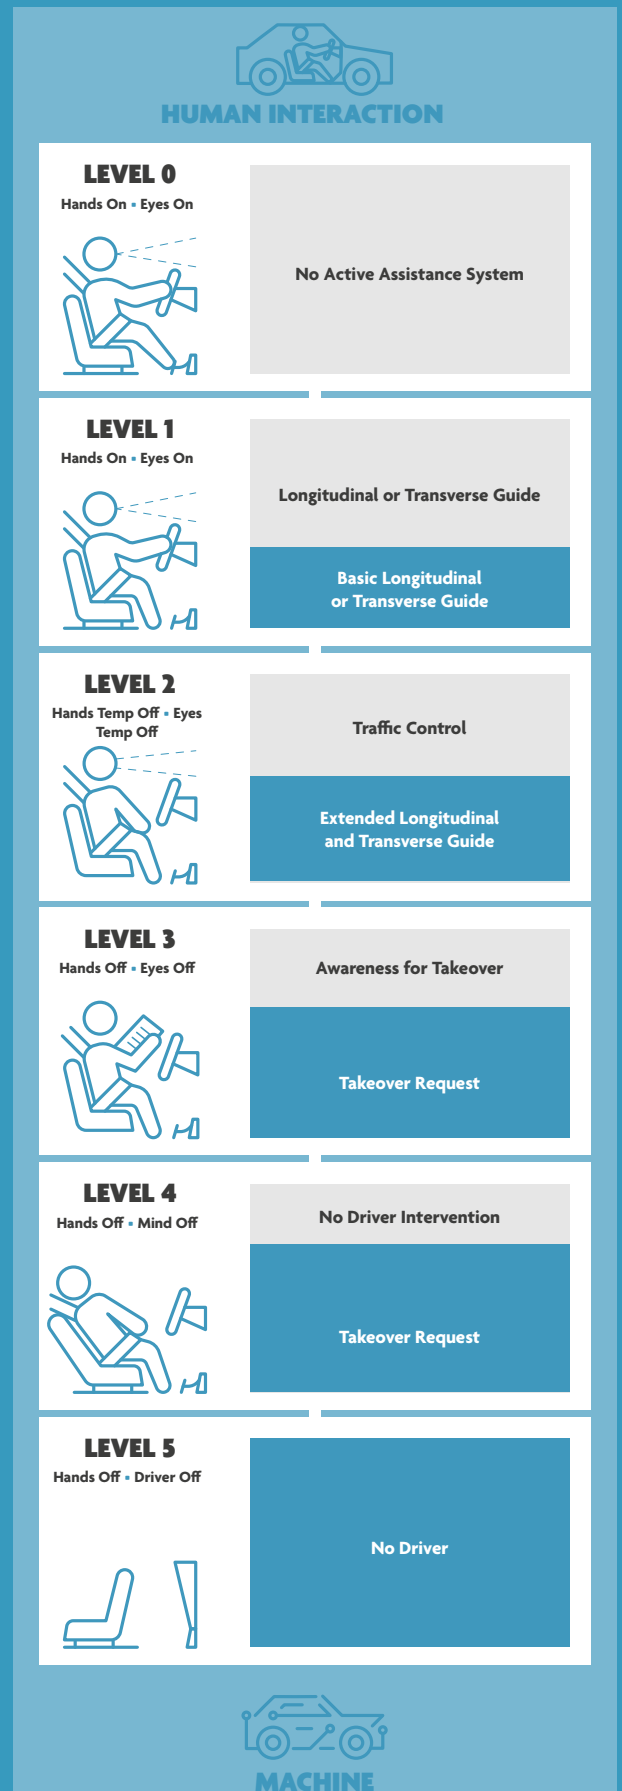 HUMAN INTERACTION
LEVEL 0
Hands On ▪ Eyes On
No Active Assistance System
LEVEL 1
Hands On ▪ Eyes On
Longitudinal or Transverse Guide
Basic Longitudinal
or Transverse Guide
LEVEL 2
Hands Temp Off ▪ Eyes
Temp Off
Traffic Control
Extended Longitudinal
and Transverse Guide
LEVEL 3
Hands Off ▪ Eyes Off
Awareness for Takeover
Takeover Request
LEVEL 4
Hands Off ▪ Mind Off
No Driver Intervention
Takeover Request
LEVEL 5
Hands Off ▪ Driver Off
No Driver
MACHINE